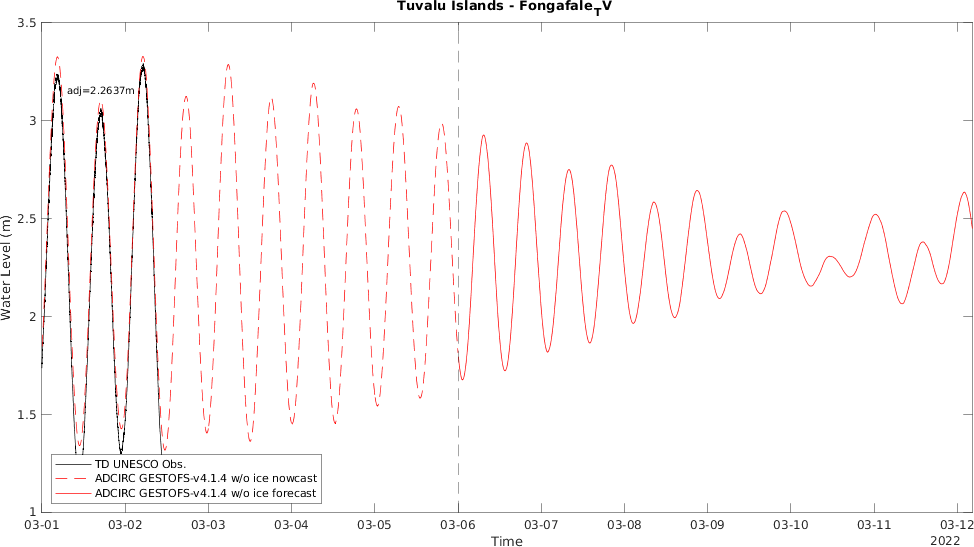 Tuvalu Islands - Fongafale_TV
adj=2.2637m
Water Level (m)
3.5
3
2.5
2
1.5
1
TD UNESCO Obs.
ADCIRC GESTOFS-v4.1.4 w/o ice nowcast
ADCIRC GESTOFS-v4.1.4 w/o ice forecast
03-01 03-02 03-03 03-04 03-05 03-06 03-07 03-08 03-09 03-10 03-11 03-12
Time
2022